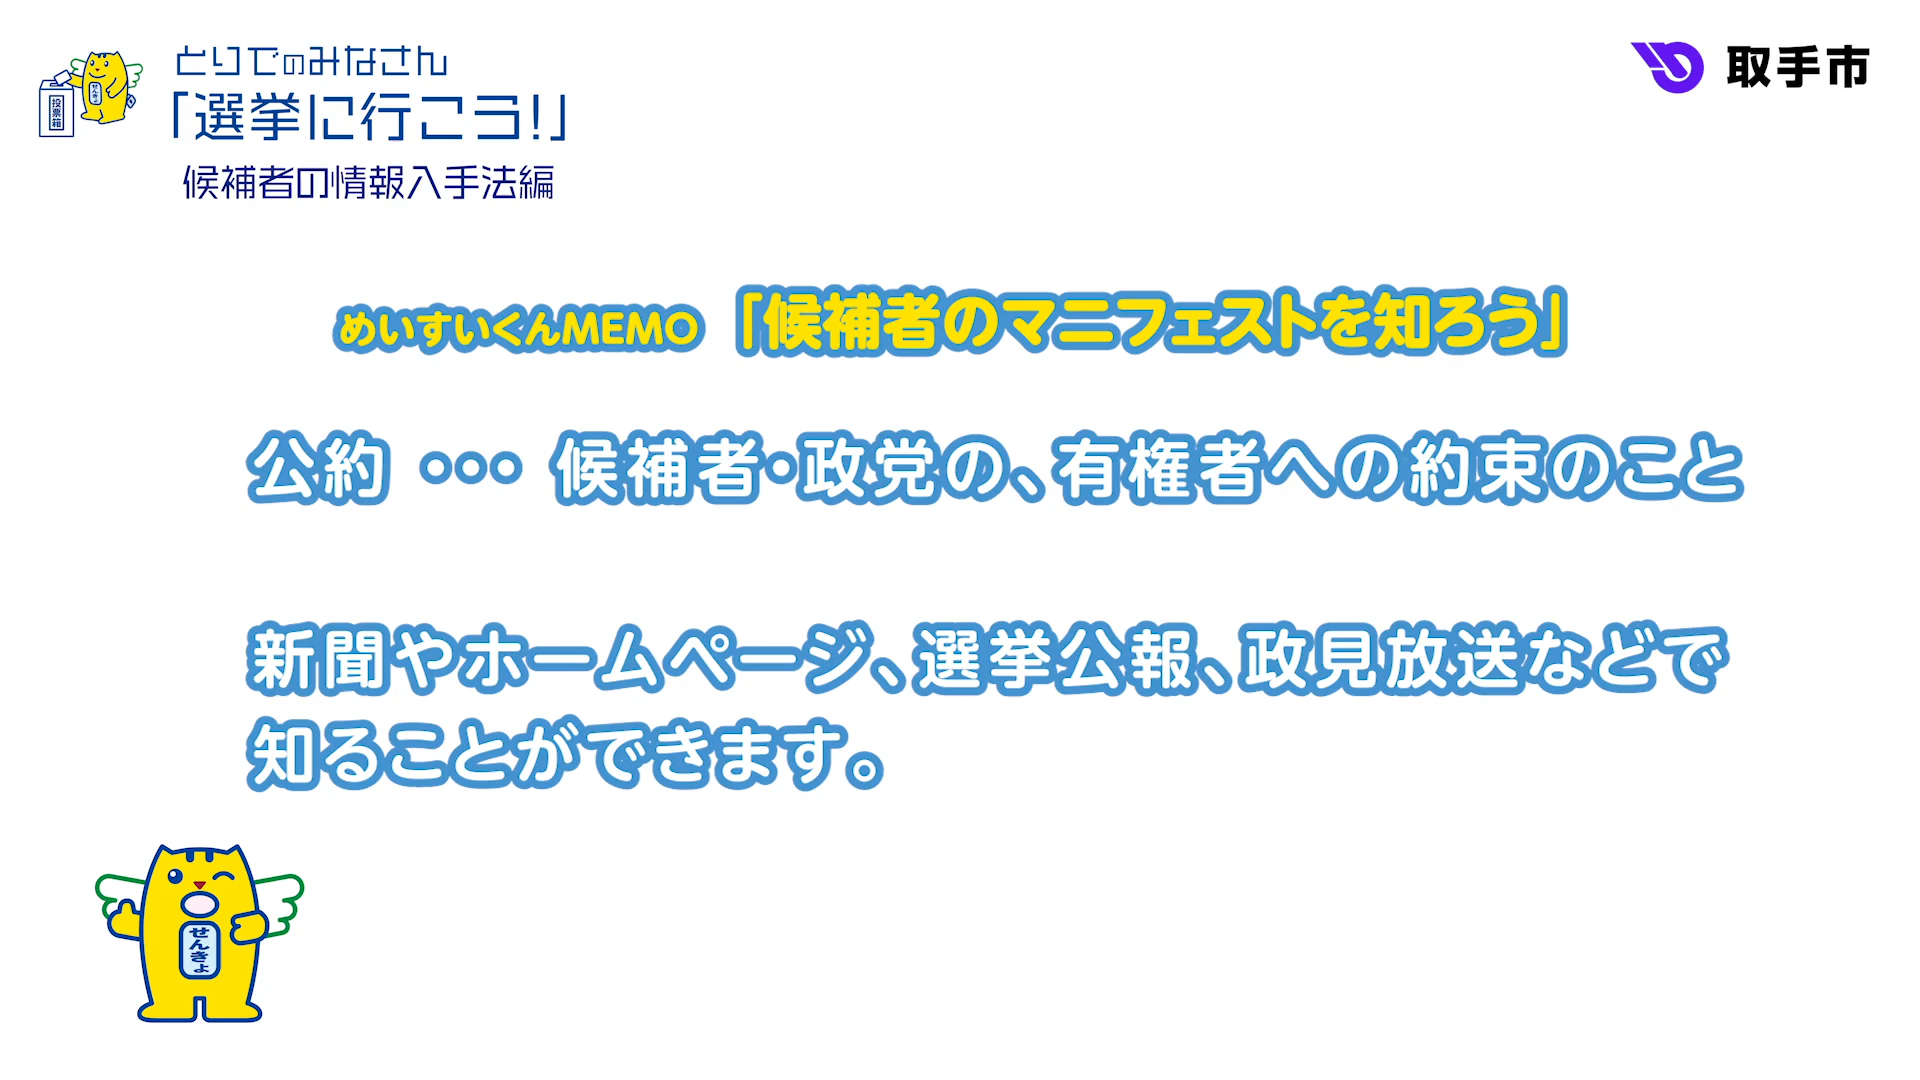 とりでのみなさん
「選挙に行こう!」
候補者の情報入手法編
投票箱
せんきょ
取手市
めいすいくんMEMO 「候補者のマニフェストを知ろう」
公約 ・・・ 候補者・政党の、有権者への約束のこと
新聞やホームページ、選挙公報、政見放送などで
知ることができます。
せんきょ